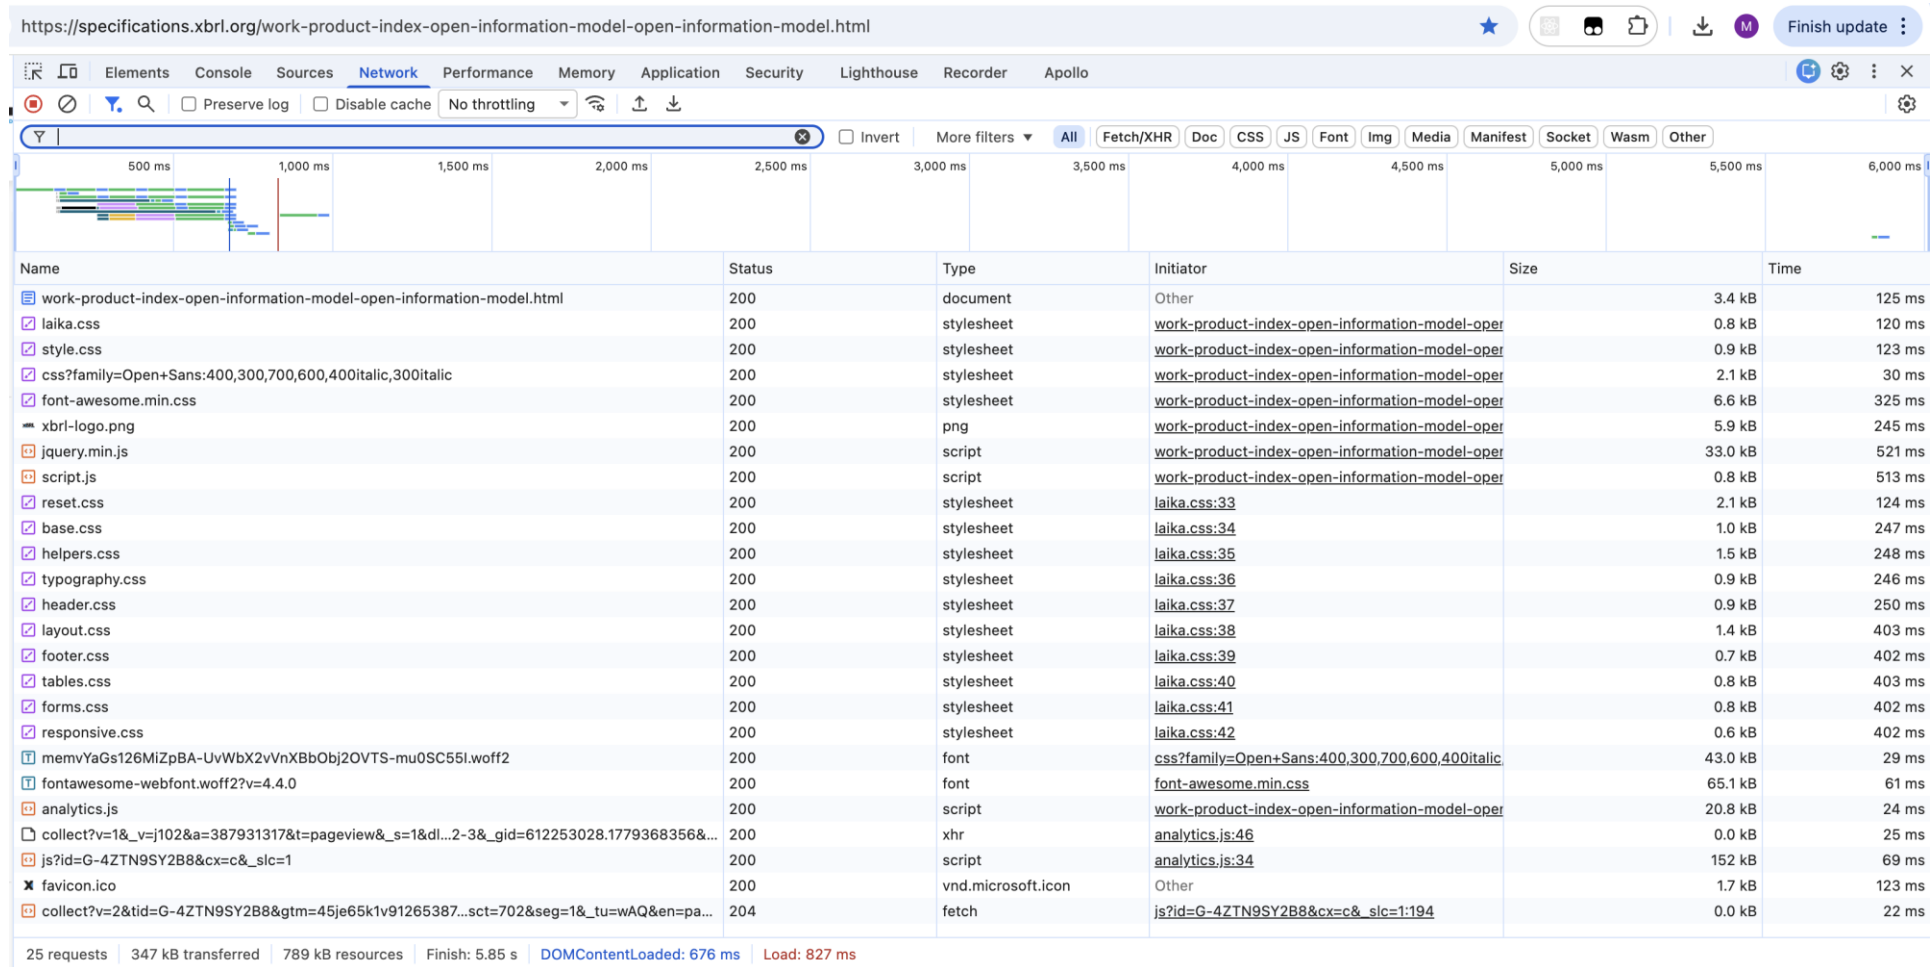 https://specifications.xbrl.org/work-product-index-open-information-model-open-information-model.html M Finish update
Elements Console Sources Network Performance Memory Application Security Lighthouse Recorder Apollo
Preserve log Disable cache No throttling
Invert More filters All Fetch/XHR Doc CSS JS Font Img Media Manifest Socket Wasm Other
500 ms 1,000 ms 1,500 ms 2,000 ms 2,500 ms 3,000 ms 3,500 ms 4,000 ms 4,500 ms 5,000 ms 5,500 ms 6,000 ms
Name Status Type Initiator Size Time
work-product-index-open-information-model-open-information-model.html 200 document Other 3.4 kB 125 ms
laika.css 200 stylesheet work-product-index-open-information-model-oper 0.8 kB 120 ms
style.css 200 stylesheet work-product-index-open-information-model-oper 0.9 kB 123 ms
css?family=Open+Sans:400,300,700,600,400italic,300italic 200 stylesheet work-product-index-open-information-model-oper 2.1 kB 30 ms
font-awesome.min.css 200 stylesheet work-product-index-open-information-model-oper 6.6 kB 325 ms
xbrl-logo.png 200 png work-product-index-open-information-model-oper 5.9 kB 245 ms
jquery.min.js 200 script work-product-index-open-information-model-oper 33.0 kB 521 ms
script.js 200 script work-product-index-open-information-model-oper 0.8 kB 513 ms
reset.css 200 stylesheet laika.css:33 2.1 kB 124 ms
base.css 200 stylesheet laika.css:34 1.0 kB 247 ms
helpers.css 200 stylesheet laika.css:35 1.5 kB 248 ms
typography.css 200 stylesheet laika.css:36 0.9 kB 246 ms
header.css 200 stylesheet laika.css:37 0.9 kB 250 ms
layout.css 200 stylesheet laika.css:38 1.4 kB 403 ms
footer.css 200 stylesheet laika.css:39 0.7 kB 402 ms
tables.css 200 stylesheet laika.css:40 0.8 kB 403 ms
forms.css 200 stylesheet laika.css:41 0.8 kB 402 ms
responsive.css 200 stylesheet laika.css:42 0.6 kB 402 ms
memvYaGs126MiZpBA-UvWbX2vVnXBbObj2OVTS-mu0SC55I.woff2 200 font css?family=Open+Sans:400,300,700,600,400italic, 43.0 kB 29 ms
fontawesome-webfont.woff2?v=4.4.0 200 font font-awesome.min.css 65.1 kB 61 ms
analytics.js 200 script work-product-index-open-information-model-oper 20.8 kB 24 ms
collect?v=1&_v=j102&a=387931317&t=pageview&_s=1&dl...2-3&_gid=612253028.1779368356&... 200 xhr analytics.js:46 0.0 kB 25 ms
js?id=G-4ZTN9SY2B8&cx=c&_slc=1 200 script analytics.js:34 152 kB 69 ms
favicon.ico 200 vnd.microsoft.icon Other 1.7 kB 123 ms
collect?v=2&tid=G-4ZTN9SY2B8&gtm=45je65k1v91265387...sct=702&seg=1&_tu=wAQ&en=pa... 204 fetch js?id=G-4ZTN9SY2B8&cx=c&_slc=1:194 0.0 kB 22 ms
25 requests 347 kB transferred 789 kB resources Finish: 5.85 s DOMContentLoaded: 676 ms Load: 827 ms